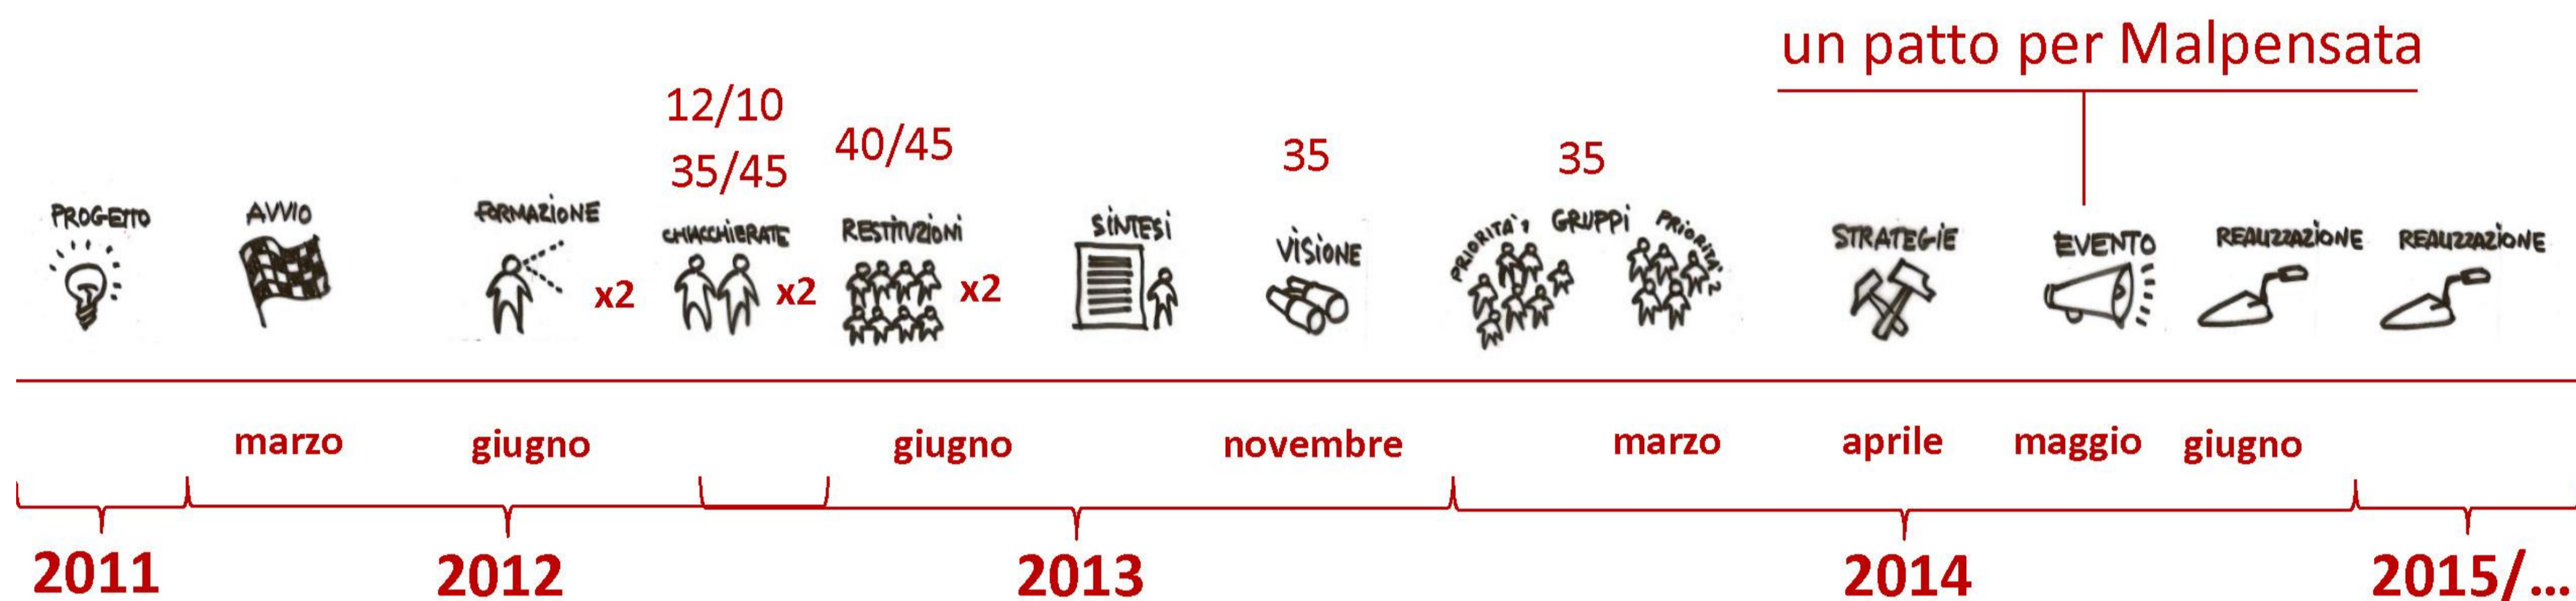 un patto per Malpensata
12/10
35/45
40/45
35
35
PROGETTO
AVVIO
FORMAZIONE
x2
CHIACCHIERATE
x2
RESTITUZIONI
x2
SINTESI
VISIONE
PRIORITA' 1
GRUPPI
PRIORITA' 2
STRATEGIE
EVENTO
REALIZZAZIONE
REALIZZAZIONE
marzo
giugno
giugno
novembre
marzo
aprile
maggio
giugno
2011
2012
2013
2014
2015/...